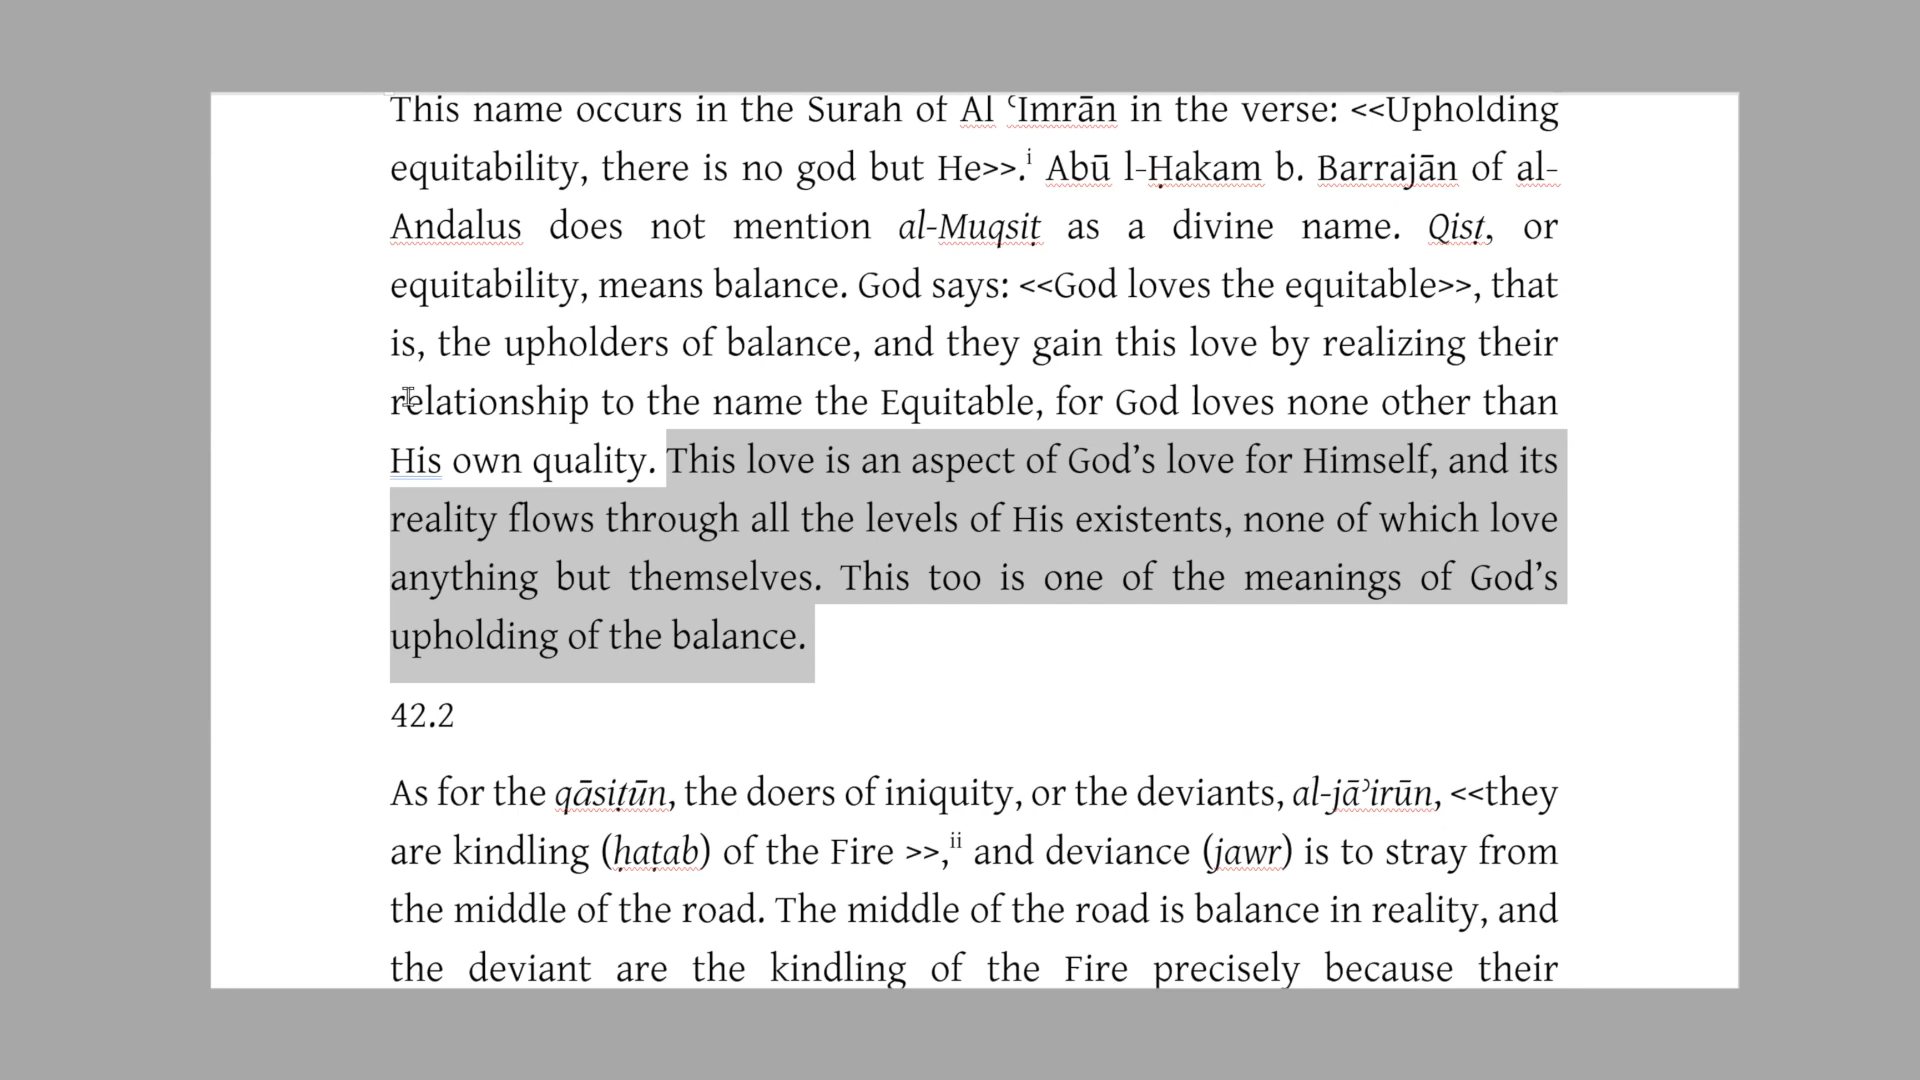 This name occurs in the Surah of Al ʿImrān in the verse: <<Upholding
equitability, there is no god but He>>.i Abū l-Ḥakam b. Barrajān of al-
Andalus does not mention al-Muqsiṭ as a divine name. Qisṭ, or
equitability, means balance. God says: <<God loves the equitable>>, that
is, the upholders of balance, and they gain this love by realizing their
relationship to the name the Equitable, for God loves none other than
His own quality. This love is an aspect of God’s love for Himself, and its
reality flows through all the levels of His existents, none of which love
anything but themselves. This too is one of the meanings of God’s
upholding of the balance.
42.2
As for the qāsiṭūn, the doers of iniquity, or the deviants, al-jāʾirūn, <<they
are kindling (ḥaṭab) of the Fire >>,ii and deviance (jawr) is to stray from
the middle of the road. The middle of the road is balance in reality, and
the deviant are the kindling of the Fire precisely because their